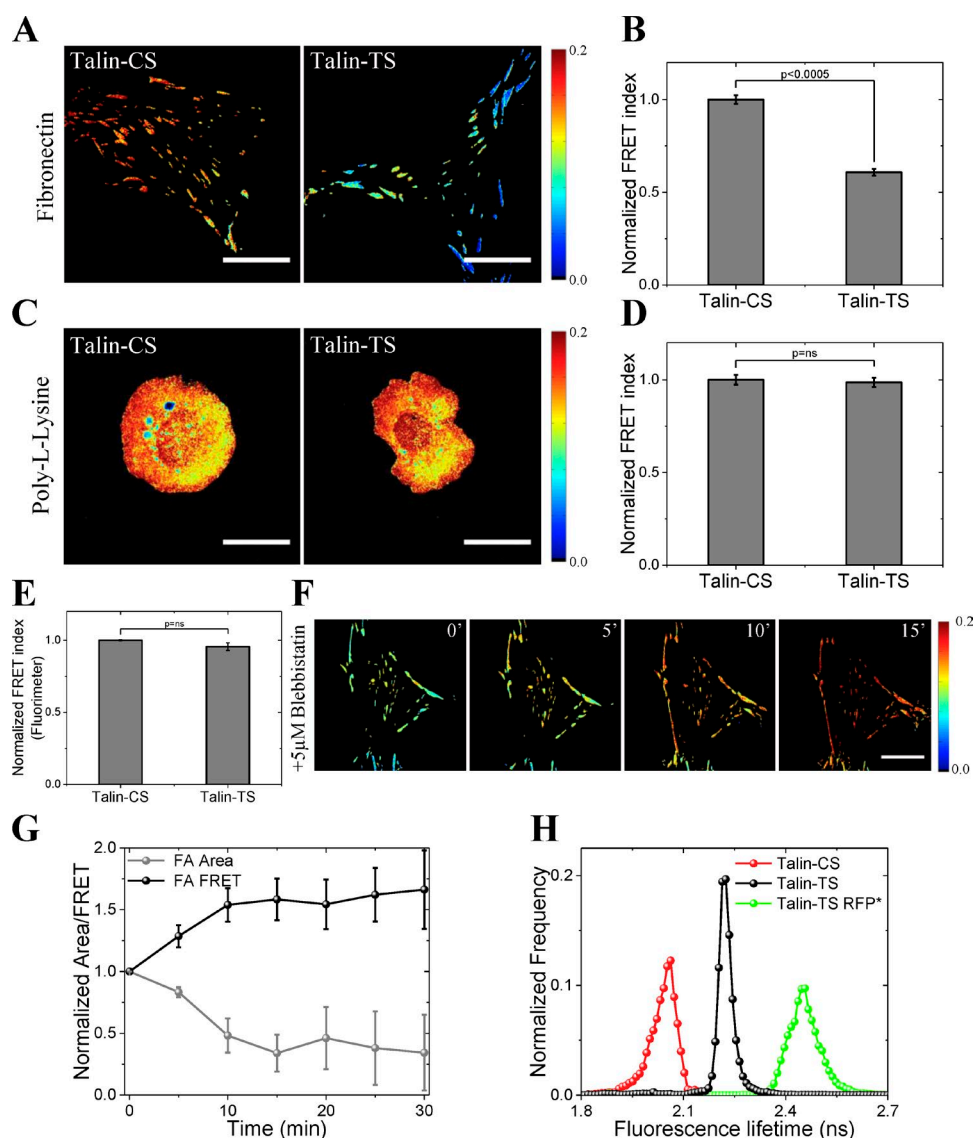 A
Talin-CS
Talin-TS
0.2
0.0
Fibronectin
B
p<0.0005
1.0
0.5
0.0
Normalized FRET index
Talin-CS Talin-TS
C
Talin-CS
Talin-TS
0.2
0.0
Poly-L-Lysine
D
p=ns
1.0
0.5
0.0
Normalized FRET index
Talin-CS Talin-TS
E
p=ns
1.0
0.5
0.0
Normalized FRET index
(Fluorimeter)
Talin-CS Talin-TS
F
+5μM Blebbistatin
0’
5’
10’
15’
0.2
0.0
G
FA Area
FA FRET
2.0
1.5
1.0
0.5
0.0
Normalized Area/FRET
0 10 20 30
Time (min)
H
Talin-CS
Talin-TS
Talin-TS RFP*
0.2
0.1
0.0
Normalized Frequency
1.8 2.1 2.4 2.7
Fluorescence lifetime (ns)